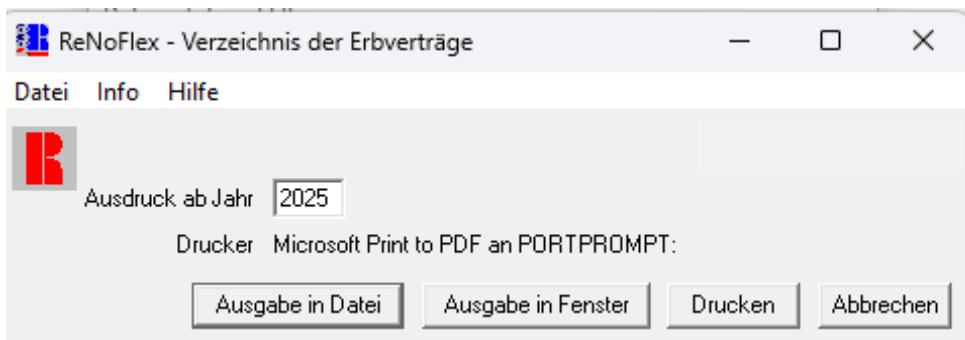 ReNoFlex - Verzeichnis der Erbverträge
Datei Info Hilfe
Ausdruck ab Jahr 2025
Drucker Microsoft Print to PDF an PORTPROMPT:
Ausgabe in Datei Ausgabe in Fenster Drucken Abbrechen